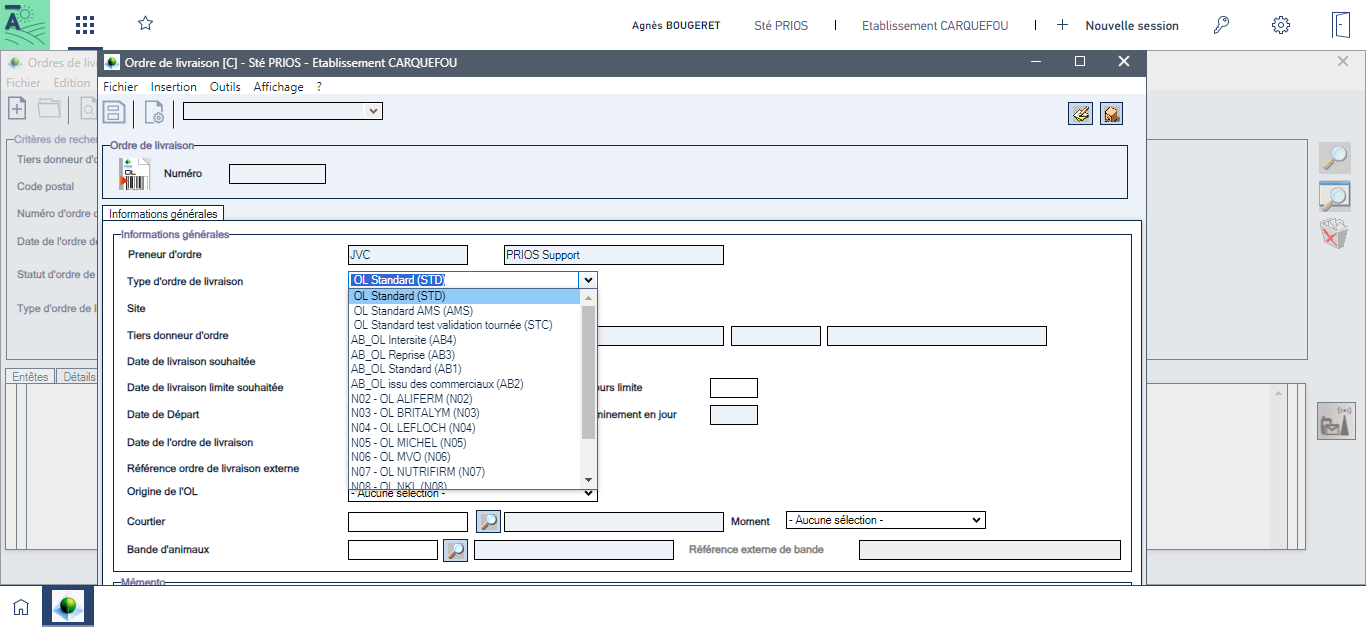 Agnès BOUGERET Sté PRIOS Etablissement CARQUEFOU Nouvelle session
Ordres de liv
Ordre de livraison [C] - Sté PRIOS - Etablissement CARQUEFOU
Fichier Edition
Fichier Insertion Outils Affichage ?
Critères de reche
Tiers donneur d'o
Code postal
Numéro d'ordre
Date de l'ordre de
Statut d'ordre de
Type d'ordre de l
Entêtes Détails
Ordre de livraison
OL
Numéro
Informations générales
Informations générales
Preneur d'ordre JVC PRIOS Support
Type d'ordre de livraison OL Standard (STD)
OL Standard (STD)
OL Standard AMS (AMS)
OL Standard test validation tournée (STC)
AB_OL Intersite (AB4)
AB_OL Reprise (AB3)
AB_OL Standard (AB1)
AB_OL issu des commerciaux (AB2)
N02 - OL ALIFERM (N02)
N03 - OL BRITALYM (N03)
N04 - OL LEFLOCH (N04)
N05 - OL MICHEL (N05)
N06 - OL MVO (N06)
N07 - OL NUTRIFIRM (N07)
N08 - OL NKL (N08)
Site
Tiers donneur d'ordre
Date de livraison souhaitée
Date de livraison limite souhaitée ours limite
Date de Départ minement en jour
Date de l'ordre de livraison
Référence ordre de livraison externe
Origine de l'OL - Aucune sélection -
Courtier Moment - Aucune sélection -
Bande d'animaux Référence externe de bande
Mémento